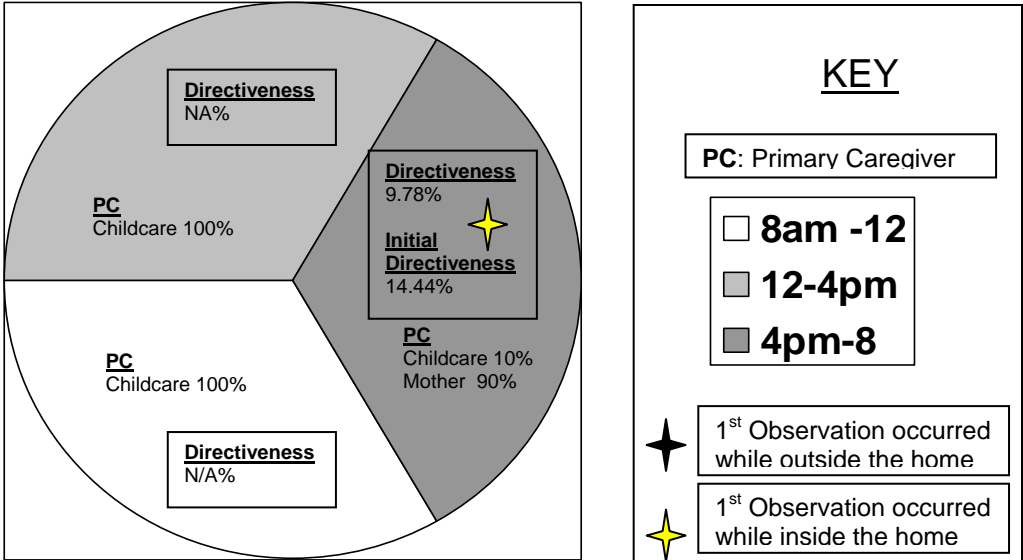 Directiveness
NA%
PC
Childcare 100%
Directiveness
9.78%
Initial
Directiveness
14.44%
PC
Childcare 10%
Mother 90%
PC
Childcare 100%
Directiveness
N/A%
KEY
PC: Primary Caregiver
8am -12
12-4pm
4pm-8
1st Observation occurred
while outside the home
1st Observation occurred
while inside the home